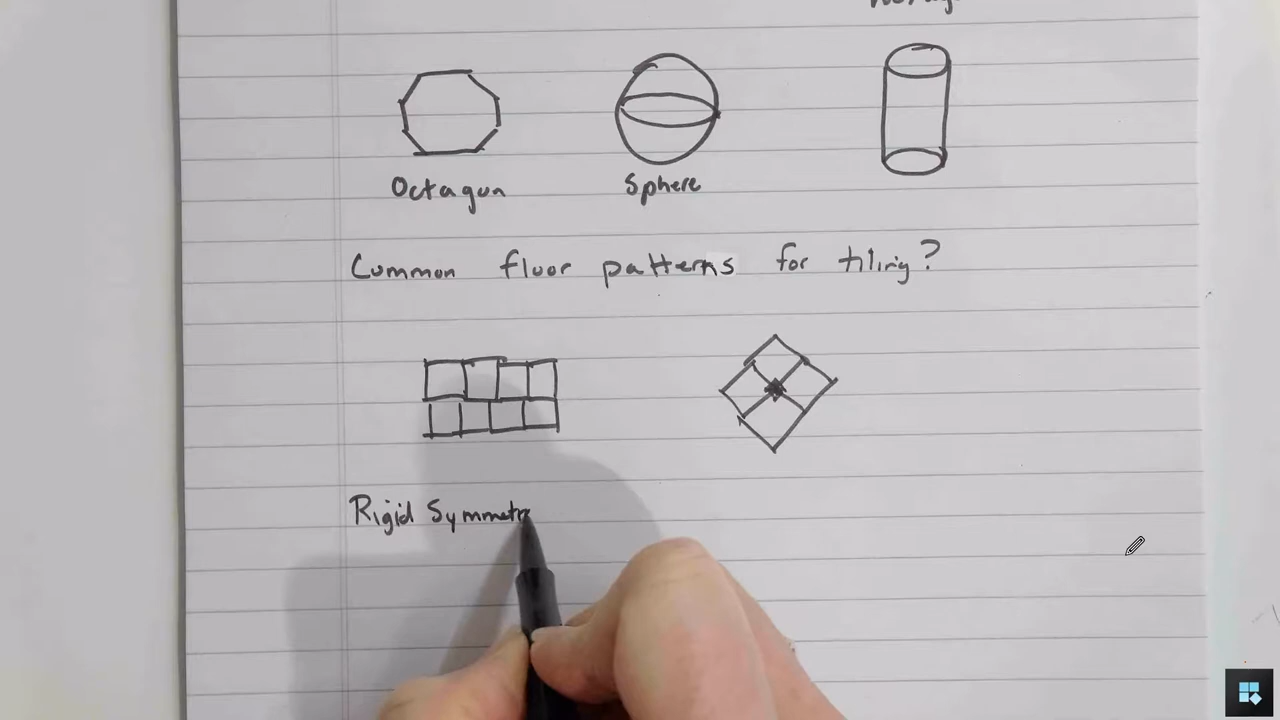 Octagon Sphere
Common floor patterns for tiling?
Rigid Symmetr